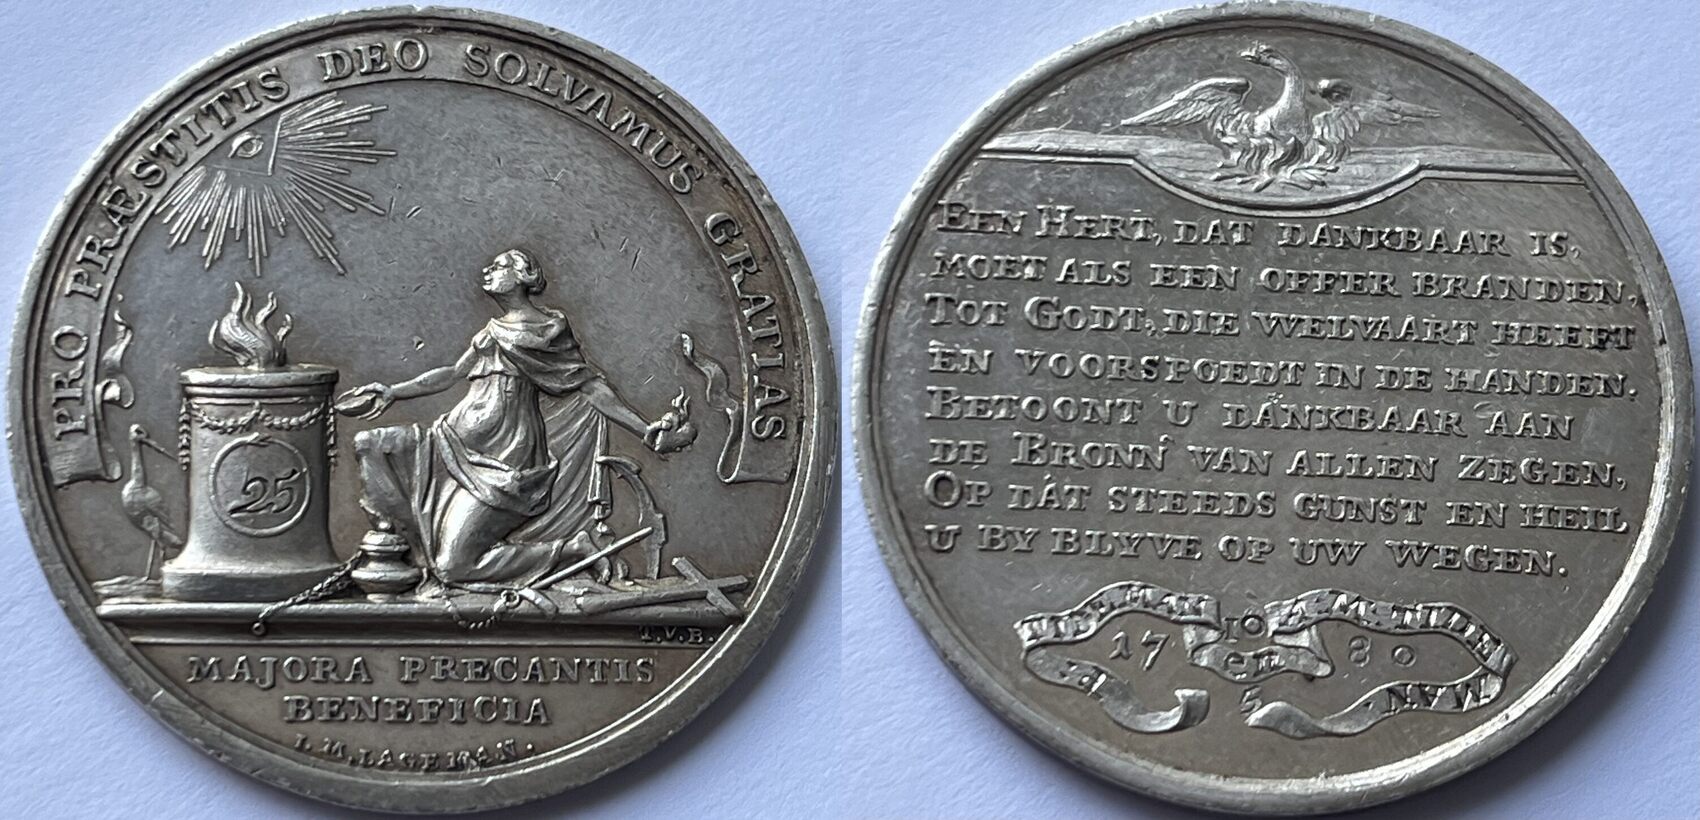 PRO PRÆSTITIS DEO SOLVAMUS GRATIAS
25
T.V.B.
MAJORA PRECANTIS
BENEFICIA
I.M.LAGEMAN.
EEN HERT, DAT DANKBAAR IS,
MOET ALS EEN OFFER BRANDEN,
TOT GODT, DIE WELVAART HEEFT
EN VOORSPOEDT IN DE HANDEN.
BETOONT U DANKBAAR AAN
DE BRONN VAN ALLEN ZEGEN,
OP DAT STEEDS GUNST EN HEIL
U BY BLYVE OP UW WEGEN.
17 80
MAN
5